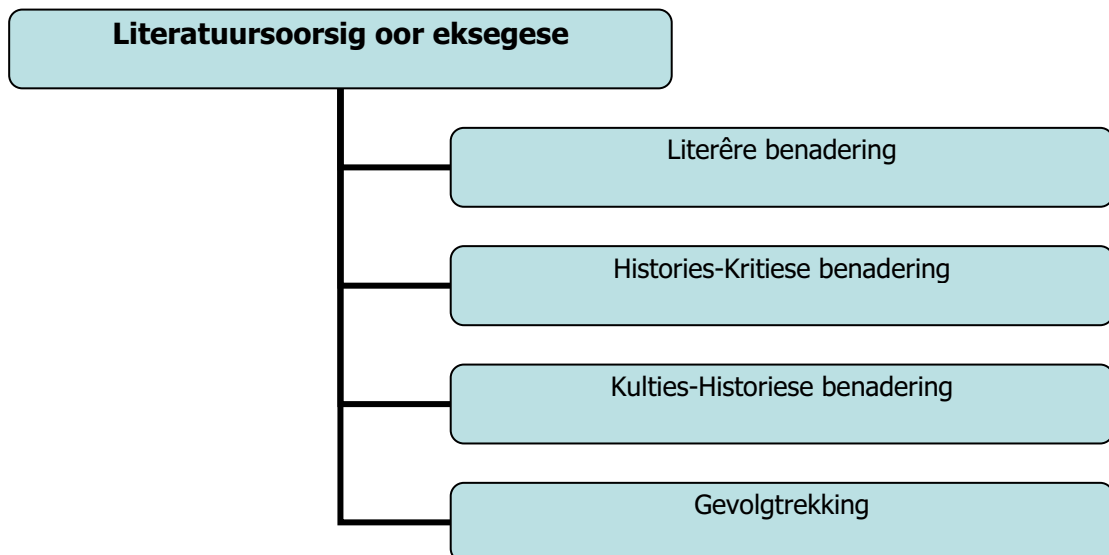 Literatuursoorsig oor eksegese
Literêre benadering
Histories-Kritiese benadering
Kulties-Historiese benadering
Gevolgtrekking